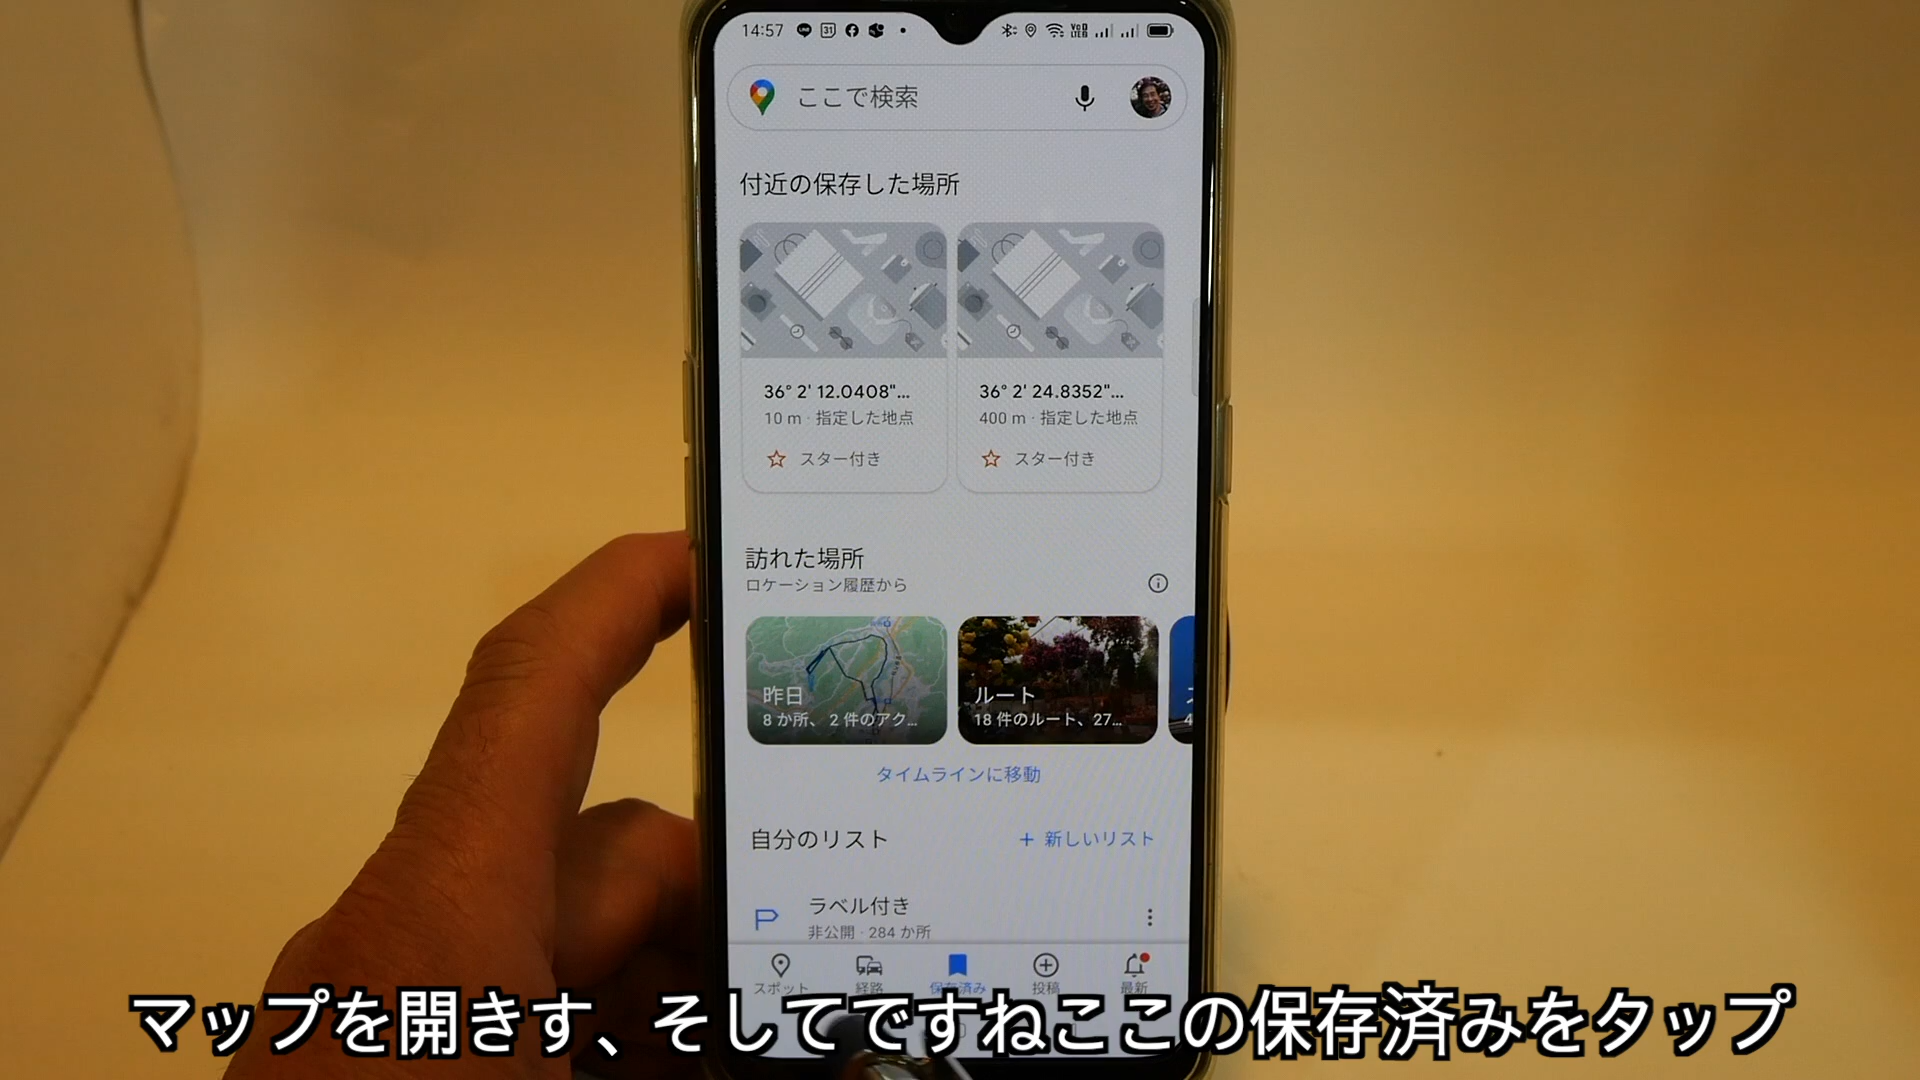 14:57
ここで検索
付近の保存した場所
36° 2' 12.0408"...
10 m · 指定した地点
スター付き
36° 2' 24.8352"...
400 m · 指定した地点
スター付き
訪れた場所
ロケーション履歴から
昨日
8 か所、 2 件のアク...
ルート
18 件のルート、27...
タイムラインに移動
自分のリスト
+ 新しいリスト
ラベル付き
非公開 · 284 か所
スポット
経路
保存済み
投稿
最新
マップを開きす、そしてですねここの保存済みをタップ